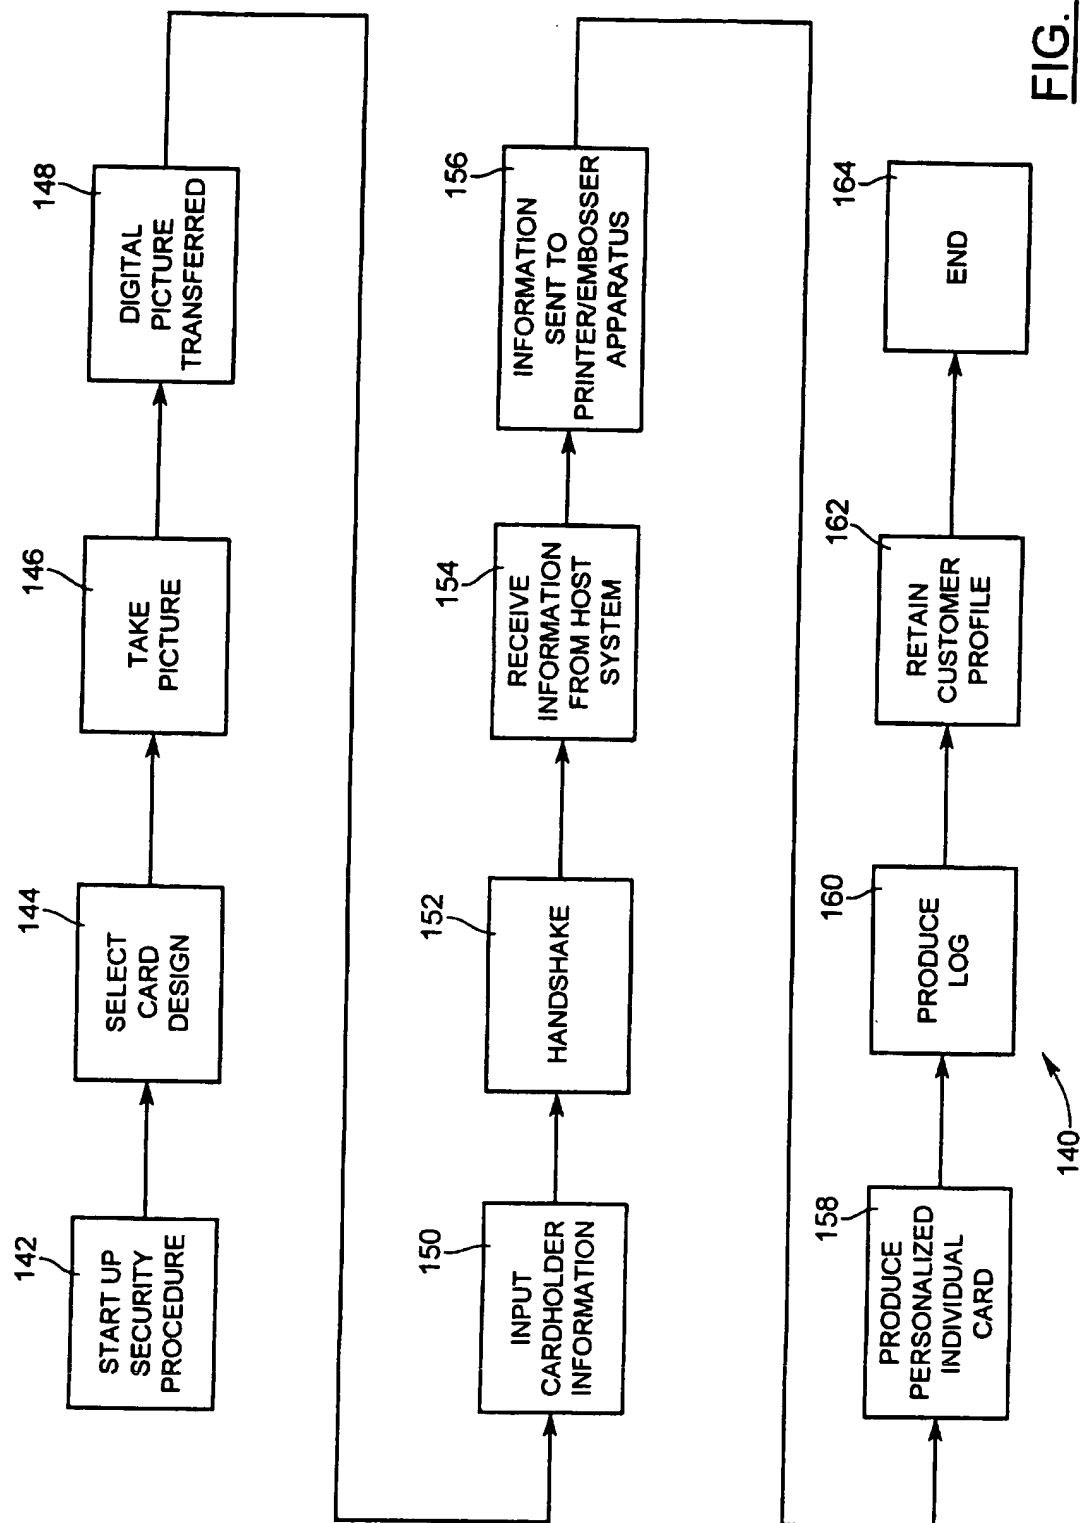 142
START UP
SECURITY
PROCEDURE
144
SELECT
CARD
DESIGN
146
TAKE
PICTURE
148
DIGITAL
PICTURE
TRANSFERRED
150
INPUT
CARDHOLDER
INFORMATION
152
HANDSHAKE
154
RECEIVE
INFORMATION
FROM HOST
SYSTEM
156
INFORMATION
SENT TO
PRINTER/EMBOSSER
APPARATUS
158
PRODUCE
PERSONALIZED
INDIVIDUAL
CARD
160
PRODUCE
LOG
162
RETAIN
CUSTOMER
PROFILE
164
END
140
FIG.